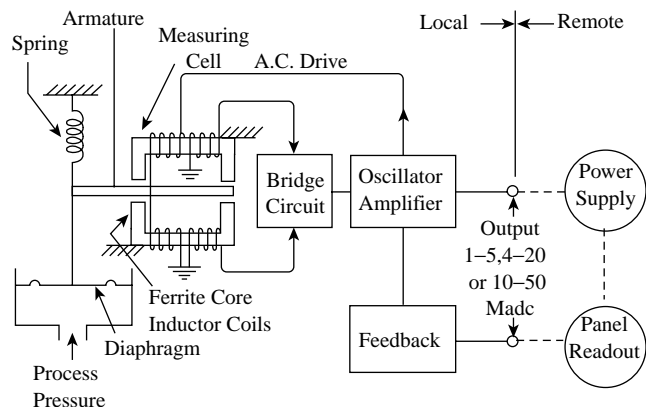 Armature
Spring
Measuring
Cell
A.C. Drive
Local
Remote
Bridge
Circuit
Oscillator
Amplifier
Power
Supply
Output
1–5,4–20
or 10–50
Madc
Ferrite Core
Inductor Coils
Diaphragm
Feedback
Panel
Readout
Process
Pressure